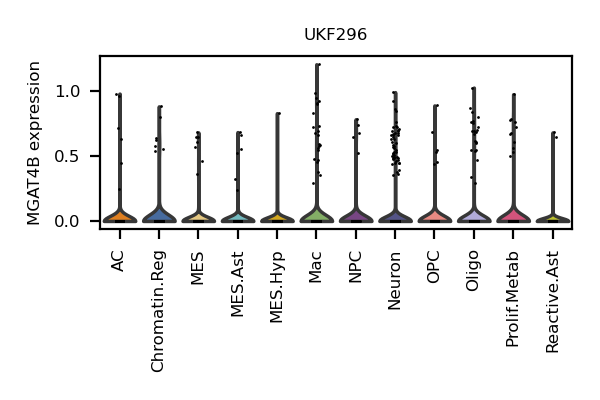 UKF296
MGAT4B expression
1.0
0.5
0.0
AC
Chromatin.Reg
MES
MES.Ast
MES.Hyp
Mac
NPC
Neuron
OPC
Oligo
Prolif.Metab
Reactive.Ast